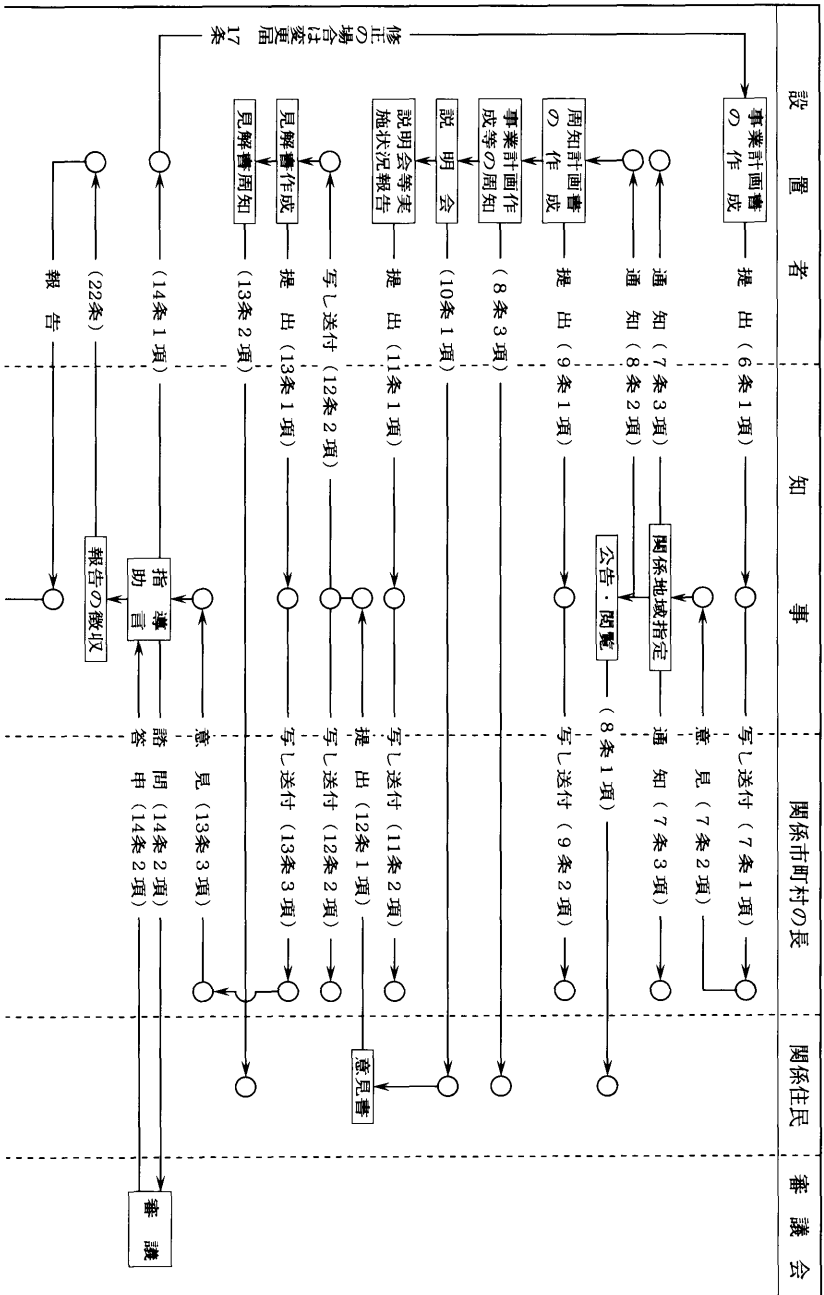 設置者
知事
関係市町村の長
関係住民
審議会
事業計画書
の作成
提出(6条1項)
写し送付(7条1項)
意見(7条2項)
関係地域指定
通知(7条3項)
通知(7条3項)
通知(8条2項)
公告・閲覧
(8条1項)
周知計画書
の作成
提出(9条1項)
写し送付(9条2項)
事業計画作
成等の周知
(8条3項)
説明会
(10条1項)
説明会等実
施状況報告
提出(11条1項)
写し送付(11条2項)
意見書
提出(12条1項)
写し送付(12条2項)
写し送付(12条2項)
見解書作成
提出(13条1項)
写し送付(13条3項)
見解書周知
(13条2項)
意見(13条3項)
指導
助言
諮問(14条2項)
答申(14条2項)
審議
(14条1項)
修正の場合は変更届
17条
報告の徴収
(22条)
報告